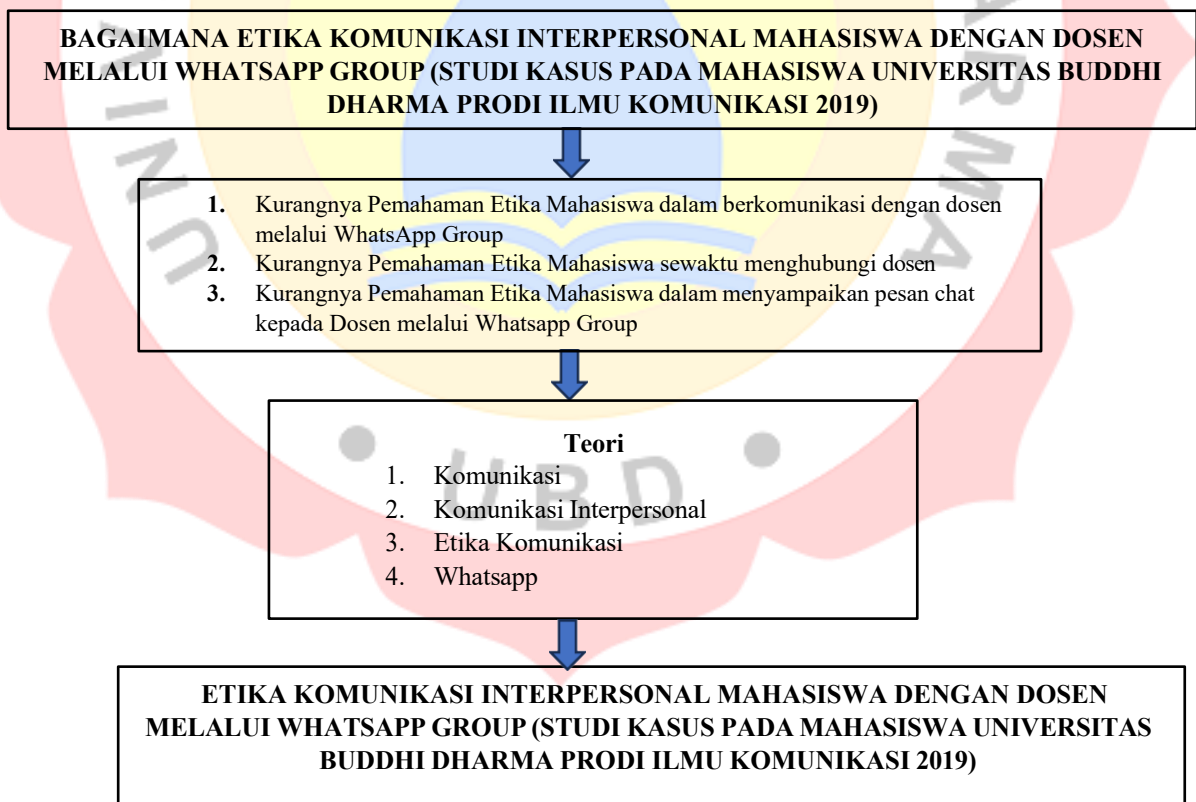 BAGAIMANA ETIKA KOMUNIKASI INTERPERSONAL MAHASISWA DENGAN DOSEN
MELALUI WHATSAPP GROUP (STUDI KASUS PADA MAHASISWA UNIVERSITAS BUDDHI
DHARMA PRODI ILMU KOMUNIKASI 2019)
1. Kurangnya Pemahaman Etika Mahasiswa dalam berkomunikasi dengan dosen
melalui WhatsApp Group
2. Kurangnya Pemahaman Etika Mahasiswa sewaktu menghubungi dosen
3. Kurangnya Pemahaman Etika Mahasiswa dalam menyampaikan pesan chat
kepada Dosen melalui Whatsapp Group
Teori
1. Komunikasi
2. Komunikasi Interpersonal
3. Etika Komunikasi
4. Whatsapp
UBD
ETIKA KOMUNIKASI INTERPERSONAL MAHASISWA DENGAN DOSEN
MELALUI WHATSAPP GROUP (STUDI KASUS PADA MAHASISWA UNIVERSITAS
BUDDHI DHARMA PRODI ILMU KOMUNIKASI 2019)